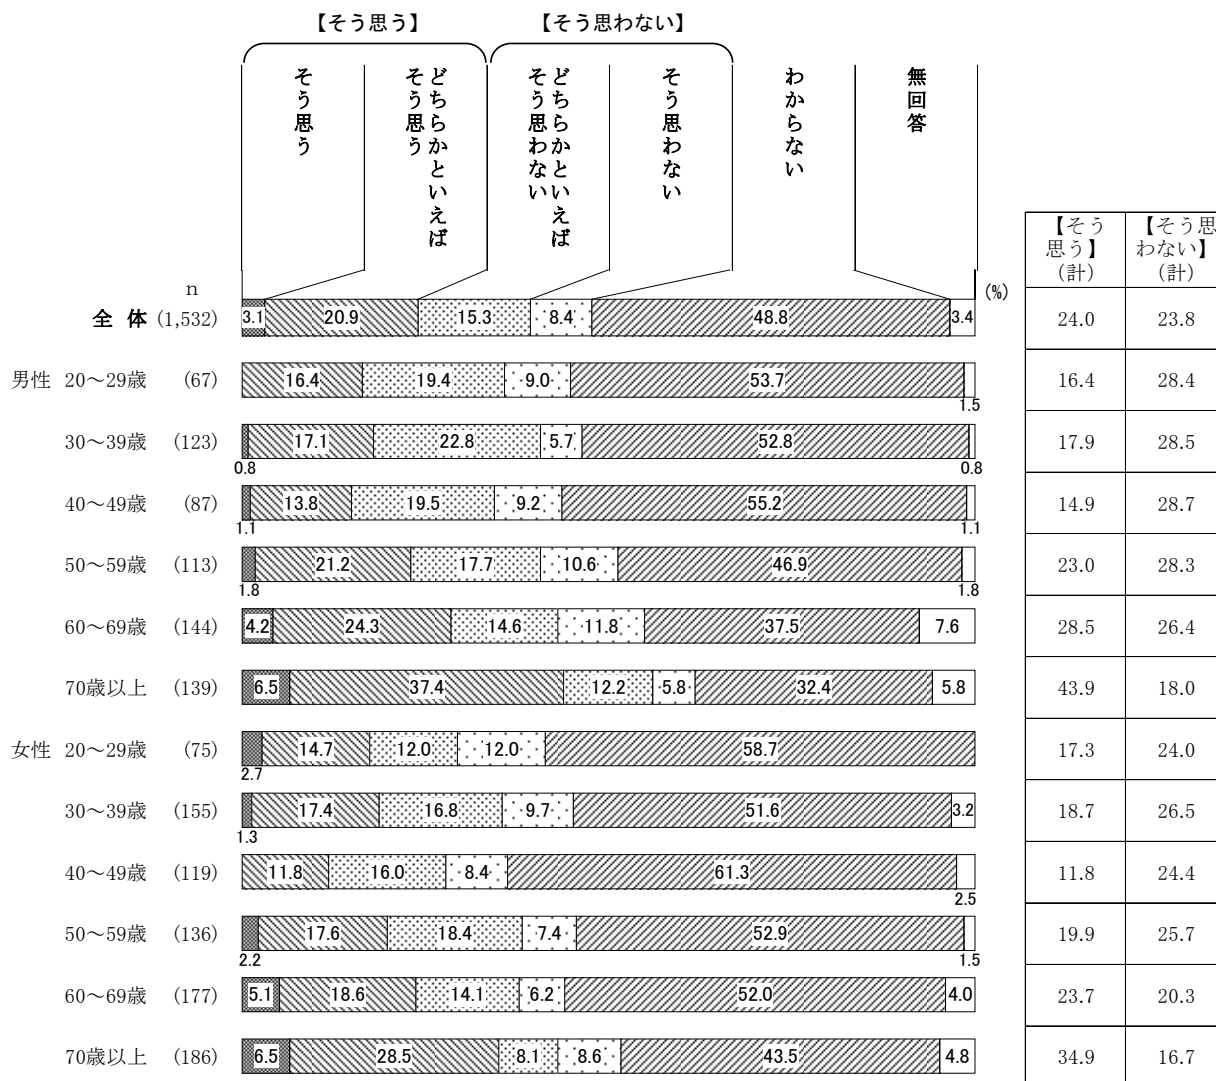 【そう思う】 【そう思わない】
そう思う
どちらかといえば
そう思う
どちらかといえば
そう思わない
そう思わない
わからない
無回答
【そう思う】(計) 【そう思わない】(計)
n (%)
全 体 (1,532) 3.1 20.9 15.3 8.4 48.8 3.4 24.0 23.8
男性 20～29歳 (67) 16.4 19.4 9.0 53.7 1.5 16.4 28.4
30～39歳 (123) 0.8 17.1 22.8 5.7 52.8 0.8 17.9 28.5
40～49歳 (87) 1.1 13.8 19.5 9.2 55.2 1.1 14.9 28.7
50～59歳 (113) 1.8 21.2 17.7 10.6 46.9 1.8 23.0 28.3
60～69歳 (144) 4.2 24.3 14.6 11.8 37.5 7.6 28.5 26.4
70歳以上 (139) 6.5 37.4 12.2 5.8 32.4 5.8 43.9 18.0
女性 20～29歳 (75) 2.7 14.7 12.0 12.0 58.7 17.3 24.0
30～39歳 (155) 1.3 17.4 16.8 9.7 51.6 3.2 18.7 26.5
40～49歳 (119) 11.8 16.0 8.4 61.3 2.5 11.8 24.4
50～59歳 (136) 2.2 17.6 18.4 7.4 52.9 1.5 19.9 25.7
60～69歳 (177) 5.1 18.6 14.1 6.2 52.0 4.0 23.7 20.3
70歳以上 (186) 6.5 28.5 8.1 8.6 43.5 4.8 34.9 16.7